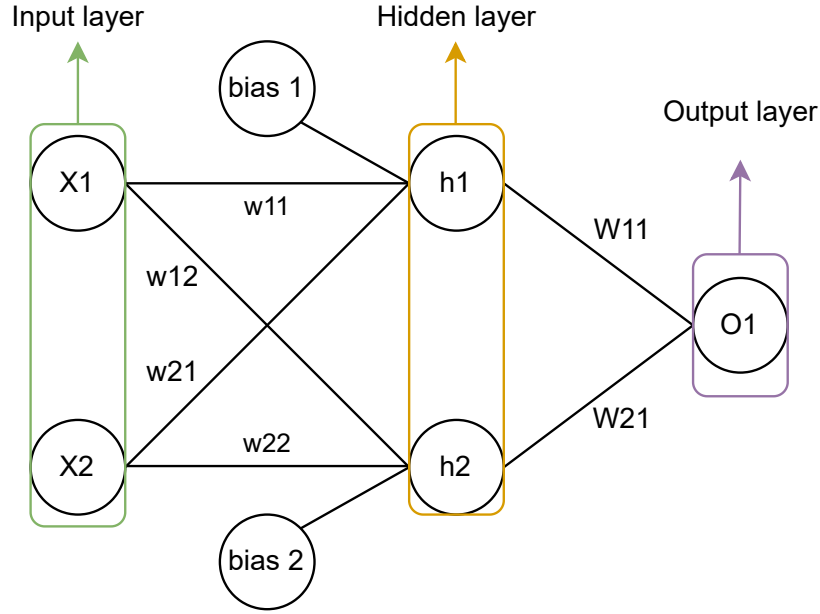 Input layer
Hidden layer
bias 1
Output layer
X1
h1
w11
W11
w12
O1
w21
W21
w22
X2
h2
bias 2